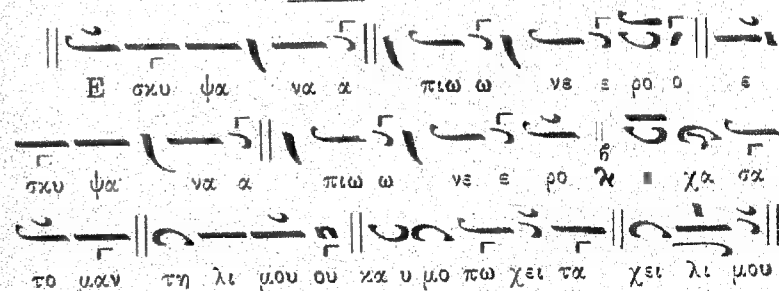 Ε σκυ ψα να α πιω ω νε ε ρο ο ε
σκυ ψα να α πιω ω νε ε ρο κ ι χα σα
το μαν τη λι μου ου κα υ μο πω χει τα χει λι μου